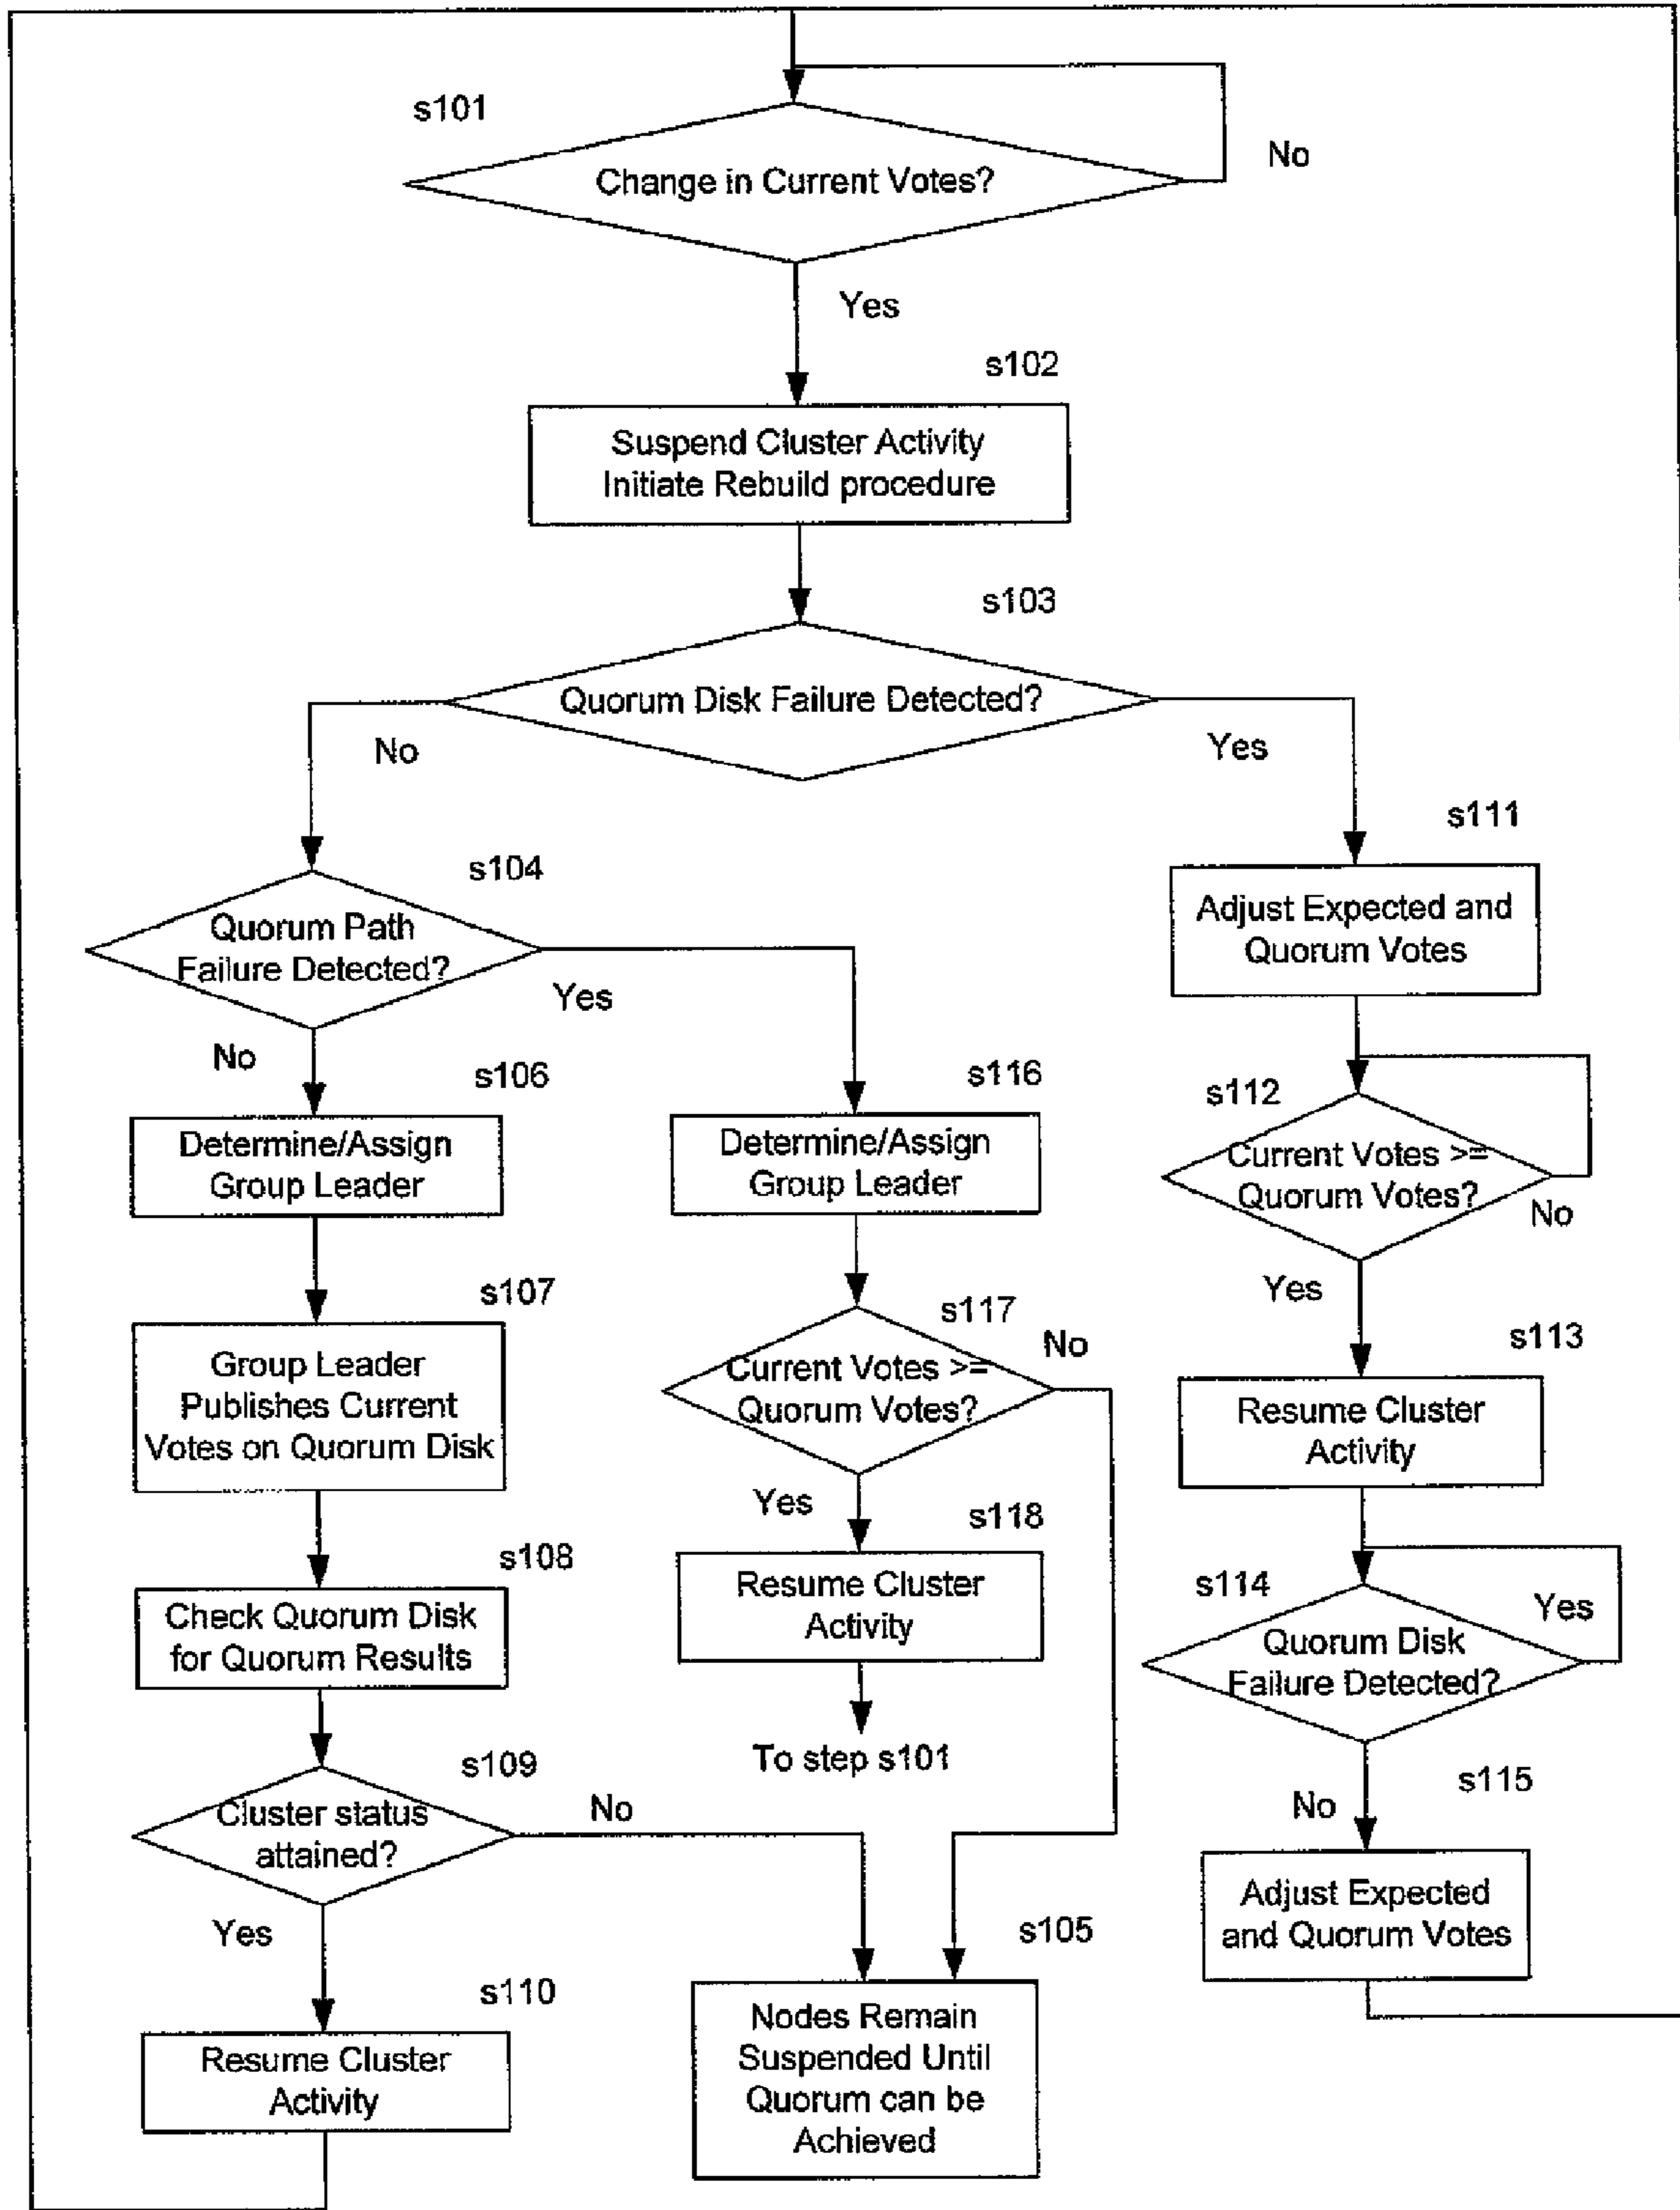 s101
Change in Current Votes?
No
Yes
s102
Suspend Cluster Activity
Initiate Rebuild procedure
s103
Quorum Disk Failure Detected?
No
Yes
s104
Quorum Path
Failure Detected?
Yes
No
s111
Adjust Expected and
Quorum Votes
s106
Determine/Assign
Group Leader
s116
Determine/Assign
Group Leader
s112
Current Votes >=
Quorum Votes?
No
Yes
s107
Group Leader
Publishes Current
Votes on Quorum Disk
s117
Current Votes >=
Quorum Votes?
No
Yes
s113
Resume Cluster
Activity
s108
Check Quorum Disk
for Quorum Results
s118
Resume Cluster
Activity
To step s101
s114
Quorum Disk
Failure Detected?
Yes
No
s109
Cluster status
attained?
No
Yes
s115
Adjust Expected
and Quorum Votes
s110
Resume Cluster
Activity
s105
Nodes Remain
Suspended Until
Quorum can be
Achieved